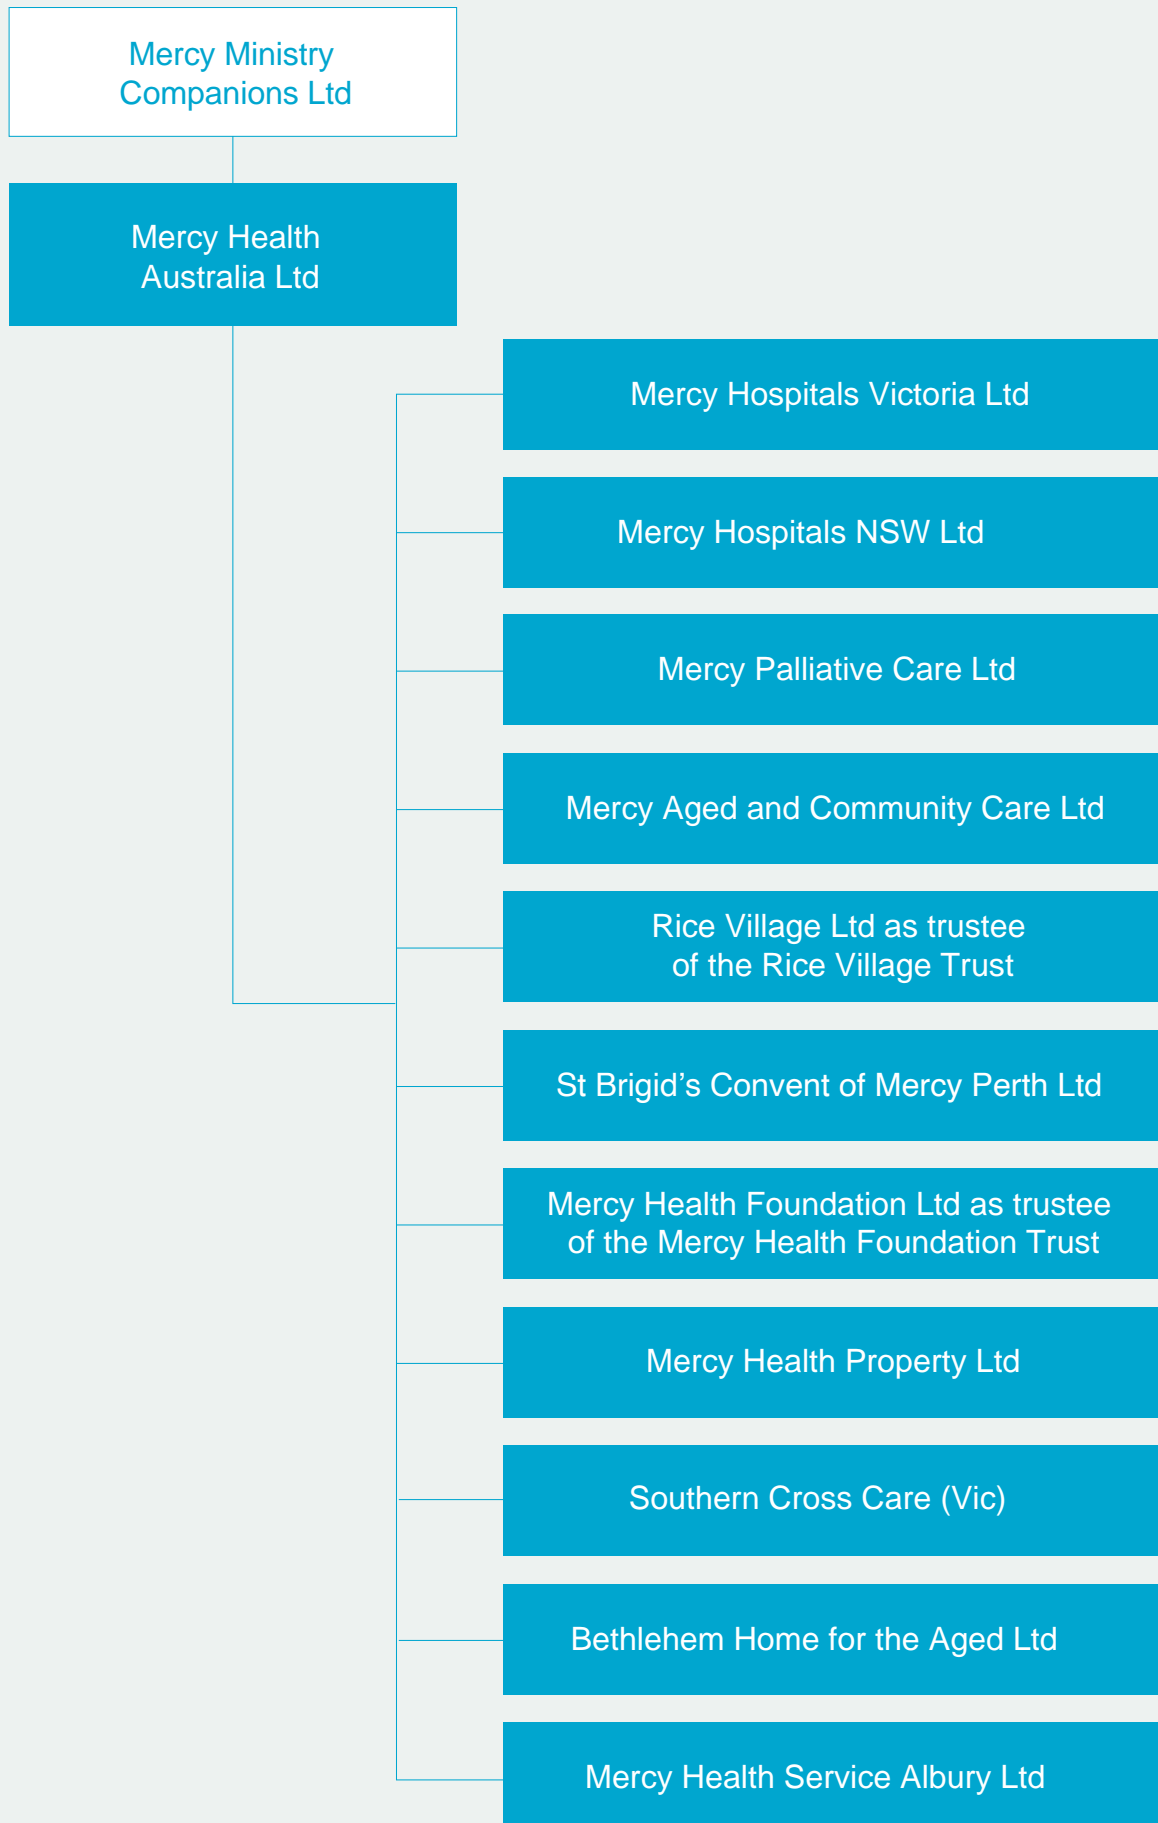 Mercy Ministry
Companions Ltd
Mercy Health
Australia Ltd
Mercy Hospitals Victoria Ltd
Mercy Hospitals NSW Ltd
Mercy Palliative Care Ltd
Mercy Aged and Community Care Ltd
Rice Village Ltd as trustee
of the Rice Village Trust
St Brigid’s Convent of Mercy Perth Ltd
Mercy Health Foundation Ltd as trustee
of the Mercy Health Foundation Trust
Mercy Health Property Ltd
Southern Cross Care (Vic)
Bethlehem Home for the Aged Ltd
Mercy Health Service Albury Ltd